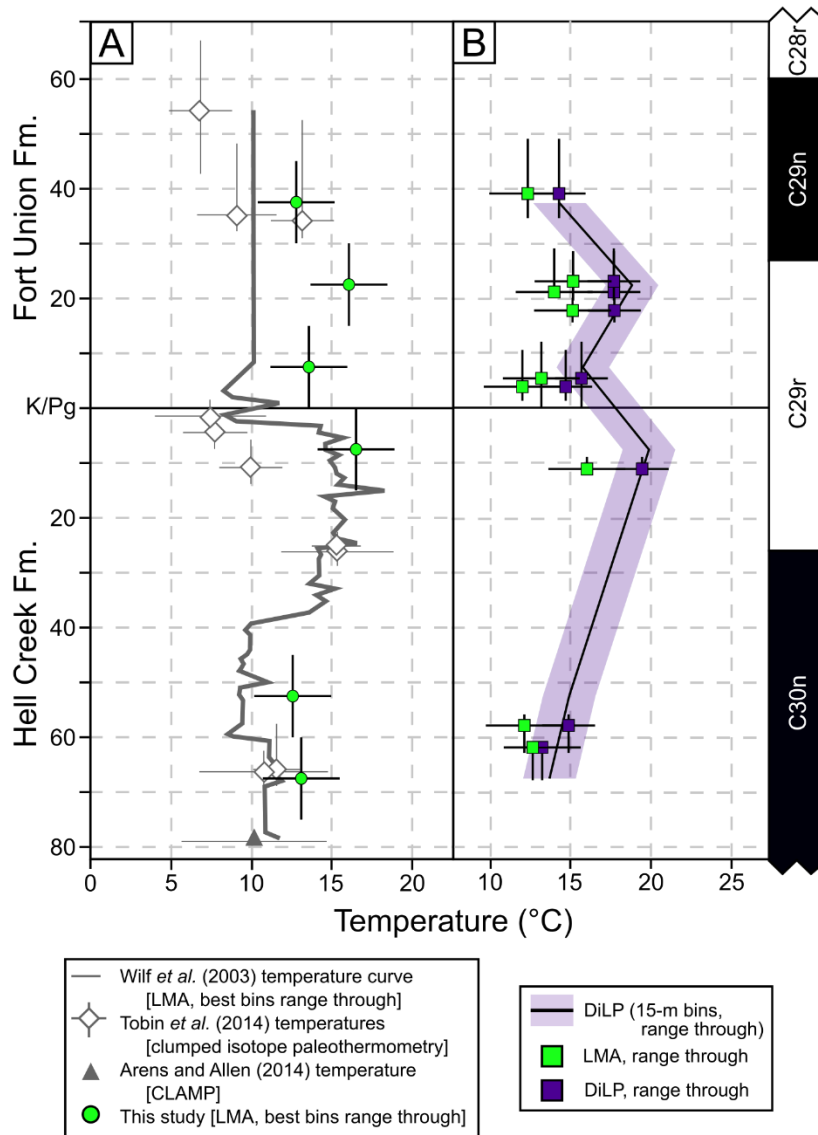 A
B
C28r
C29n
C29r
C30n
Fort Union Fm.
Hell Creek Fm.
60
40
20
K/Pg
20
40
60
80
0
5
10
15
20
10
15
20
25
Temperature (°C)
Wilf et al. (2003) temperature curve
[LMA, best bins range through]
Tobin et al. (2014) temperatures
[clumped isotope paleothermometry]
Arens and Allen (2014) temperature
[CLAMP]
This study [LMA, best bins range through]
DiLP (15-m bins,
range through)
LMA, range through
DiLP, range through